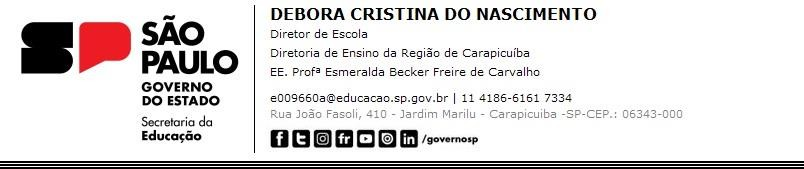 SP
SÃO
PAULO
GOVERNO
DO ESTADO
Secretaria da
Educação
DEBORA CRISTINA DO NASCIMENTO
Diretor de Escola
Diretoria de Ensino da Região de Carapicuíba
EE. Profª Esmeralda Becker Freire de Carvalho
e009660a@educacao.sp.gov.br | 11 4186-6161 7334
Rua João Fasoli, 410 - Jardim Marilu - Carapicuiba -SP-CEP.: 06343-000
/governosp